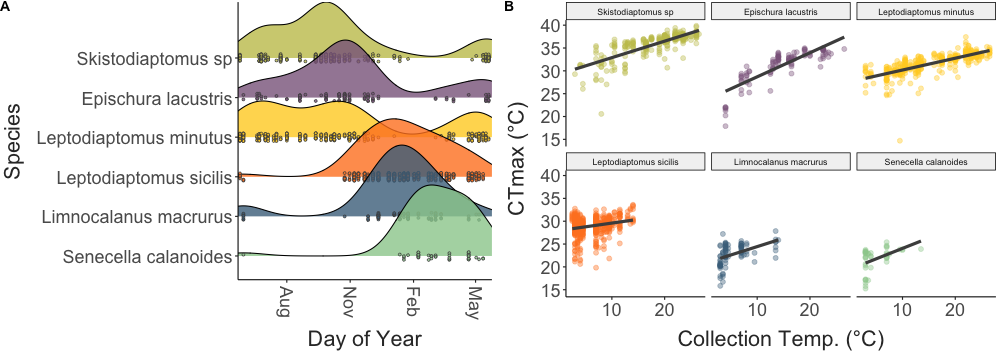 A
Species
Skistodiaptomus sp
Epischura lacustris
Leptodiaptomus minutus
Leptodiaptomus sicilis
Limnocalanus macrurus
Senecella calanoides
Aug
Nov
Feb
May
Day of Year
B
CTmax (°C)
Skistodiaptomus sp
Epischura lacustris
Leptodiaptomus minutus
40
35
30
25
20
15
Leptodiaptomus sicilis
Limnocalanus macrurus
Senecella calanoides
40
35
30
25
20
15
10 20 10 20 10 20
Collection Temp. (°C)